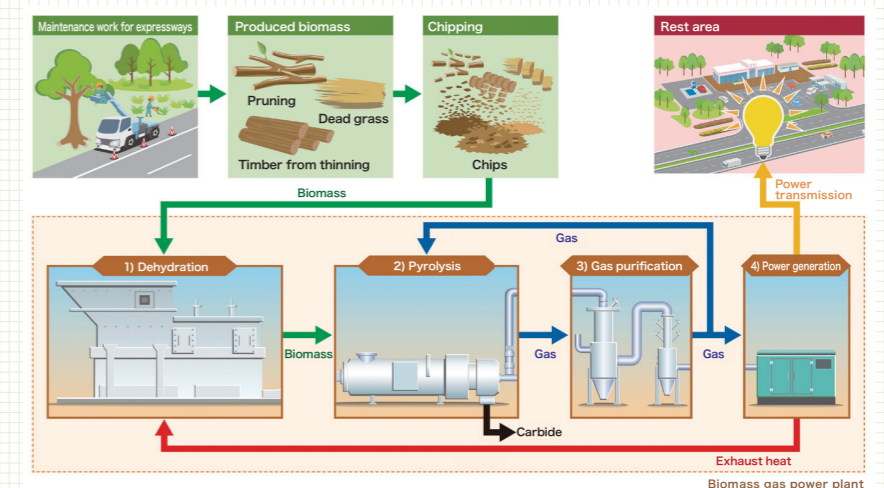 Maintenance work for expressways
Produced biomass
Chipping
Rest area
Pruning
Dead grass
Timber from thinning
Chips
Biomass
Power
transmission
Gas
1) Dehydration
2) Pyrolysis
3) Gas purification
4) Power generation
Biomass
Gas
Gas
Carbide
Exhaust heat
Biomass gas power plant